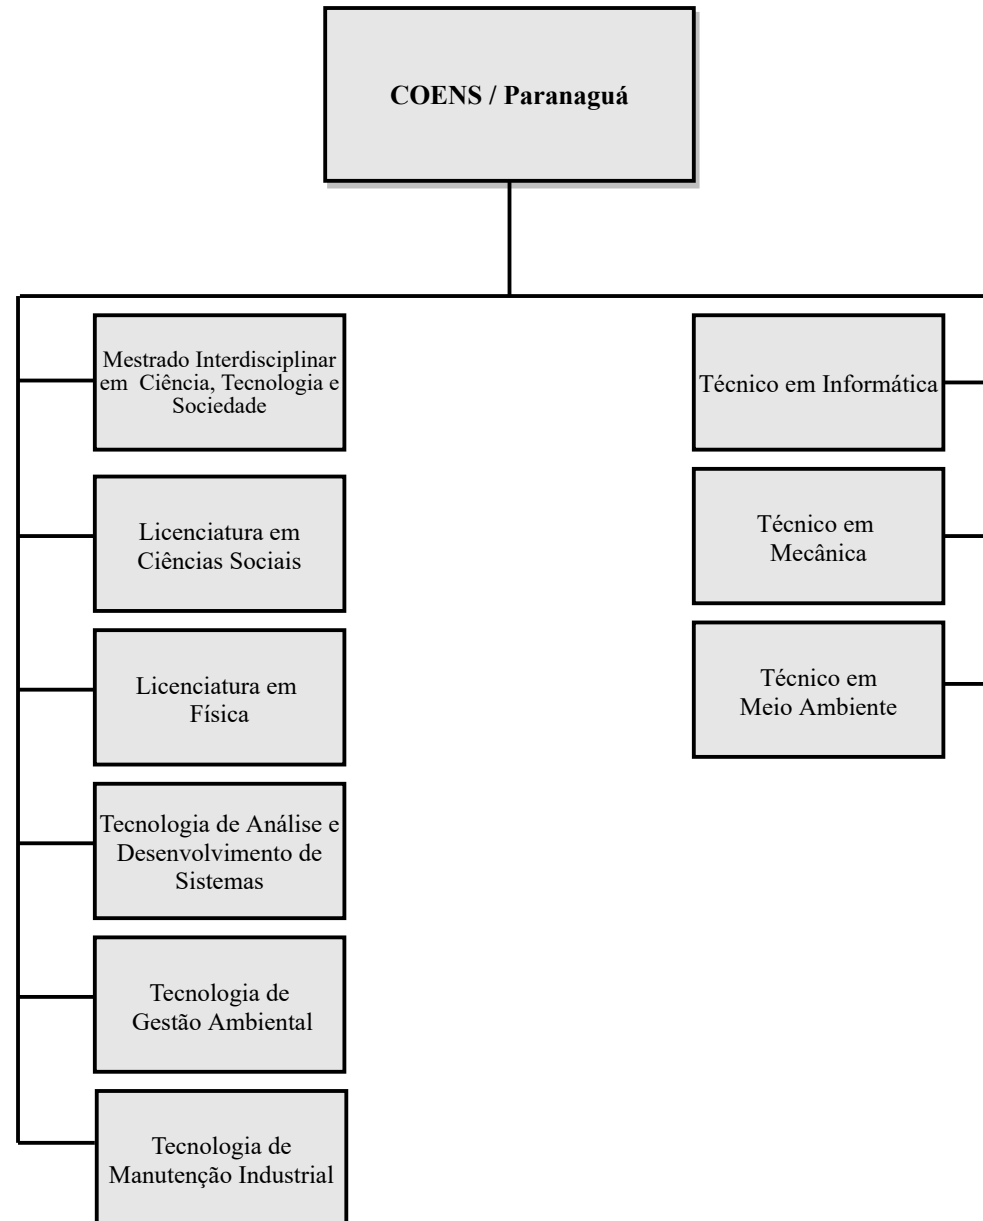 COENS / Paranaguá
Mestrado Interdisciplinar
em Ciência, Tecnologia e
Sociedade
Licenciatura em
Ciências Sociais
Licenciatura em
Física
Tecnologia de Análise e
Desenvolvimento de
Sistemas
Tecnologia de
Gestão Ambiental
Tecnologia de
Manutenção Industrial
Técnico em Informática
Técnico em
Mecânica
Técnico em
Meio Ambiente